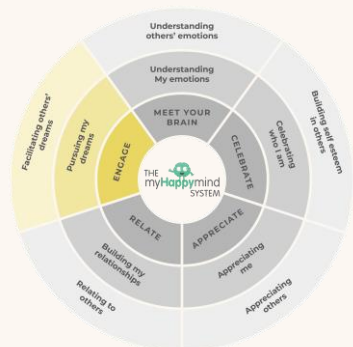 Understanding
others' emotions
Understanding
My emotions
MEET YOUR
BRAIN
Building self esteem
in others
Celebrating
who I am
CELEBRATE
Appreciating
others
Appreciating
me
APPRECIATE
Relating to
others
Building my
relationships
RELATE
Facilitating others'
dreams
Pursuing my
dreams
ENGAGE
THE
myHappymind
SYSTEM